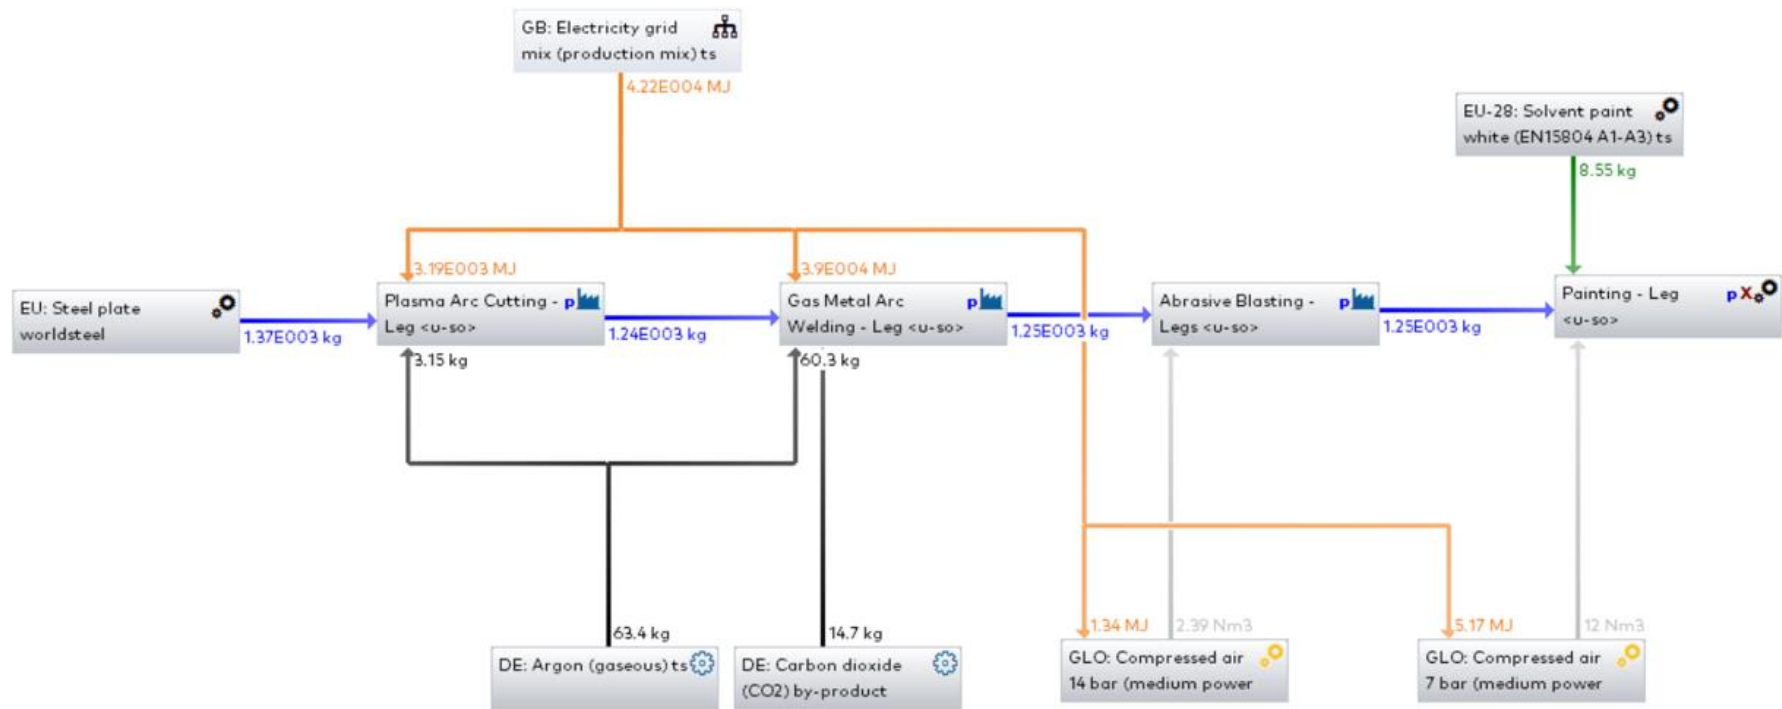 GB: Electricity grid
mix (production mix) ts
4.22E004 MJ
EU-28: Solvent paint
white (EN15804 A1-A3) ts
8.55 kg
3.19E003 MJ
3.9E004 MJ
EU: Steel plate
worldsteel
1.37E003 kg
Plasma Arc Cutting - p
Leg <u-so>
1.24E003 kg
Gas Metal Arc p
Welding - Leg <u-so>
1.25E003 kg
Abrasive Blasting - p
Legs <u-so>
1.25E003 kg
Painting - Leg pX
<u-so>
3.15 kg
60.3 kg
63.4 kg
14.7 kg
1.34 MJ
2.39 Nm3
5.17 MJ
12 Nm3
DE: Argon (gaseous) ts
DE: Carbon dioxide
(CO2) by-product
GLO: Compressed air
14 bar (medium power
GLO: Compressed air
7 bar (medium power